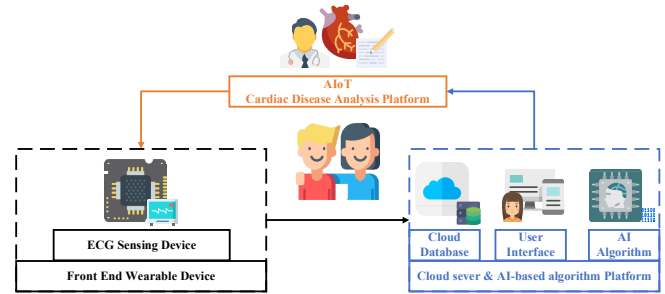 AIoT
Cardiac Disease Analysis Platform
ECG Sensing Device
Front End Wearable Device
Cloud
Database
User
Interface
AI
Algorithm
Cloud sever & AI-based algorithm Platform